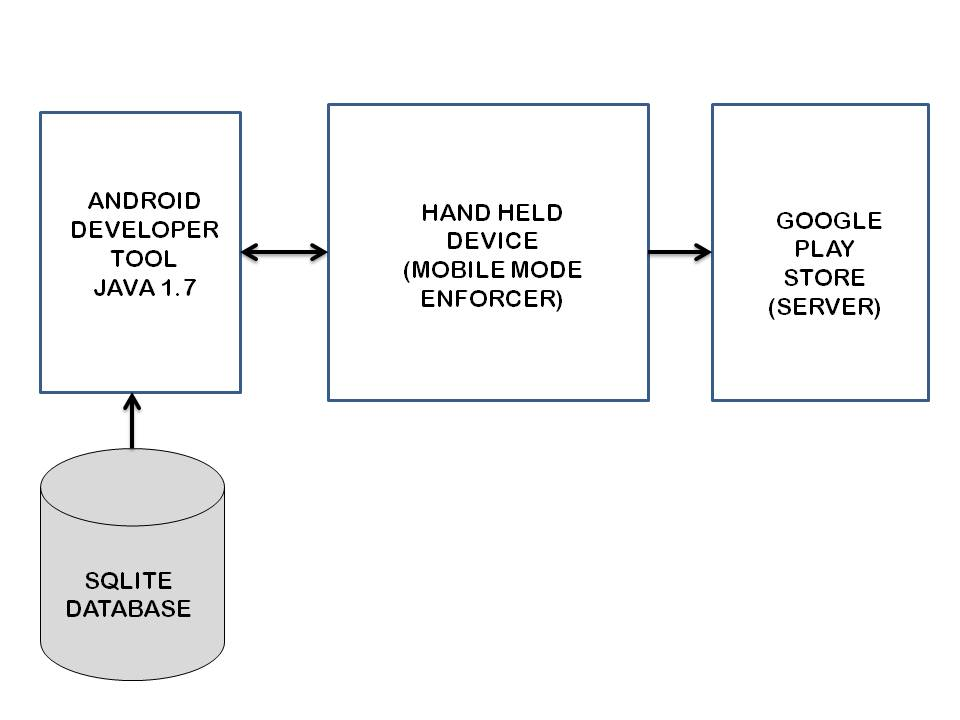 ANDROID
DEVELOPER
TOOL
JAVA 1.7
HAND HELD
DEVICE
(MOBILE MODE
ENFORCER)
GOOGLE
PLAY
STORE
(SERVER)
SQLITE
DATABASE